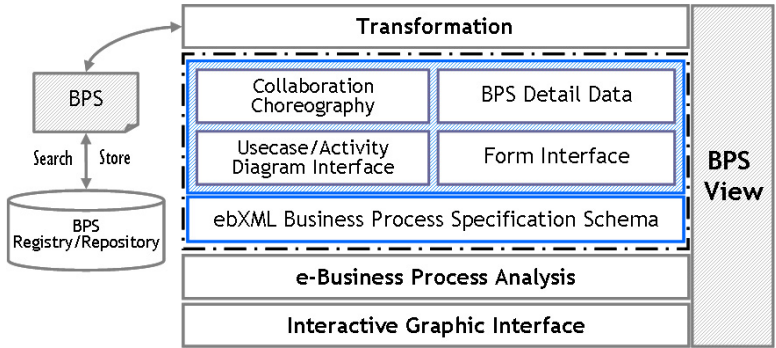 Transformation
BPS
Search Store
BPS
Registry/Repository
Collaboration
Choreography
BPS Detail Data
Usecase/Activity
Diagram Interface
Form Interface
ebXML Business Process Specification Schema
e-Business Process Analysis
Interactive Graphic Interface
BPS
View